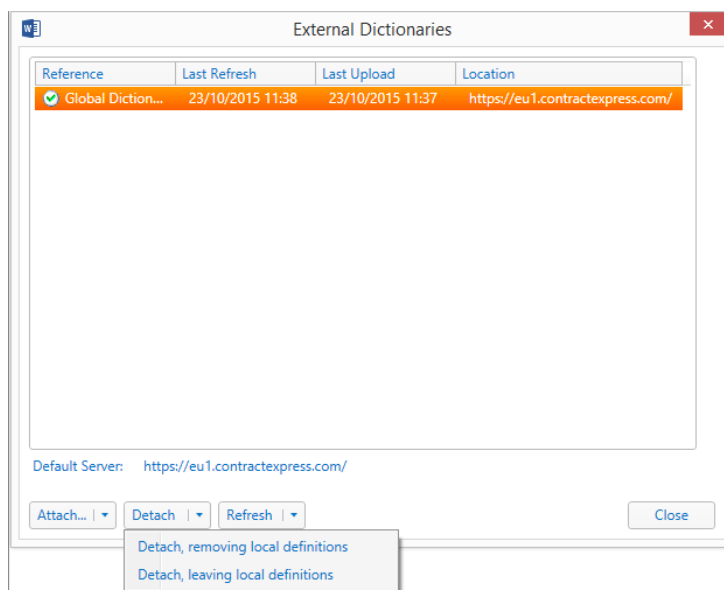 External Dictionaries
Reference Last Refresh Last Upload Location
Global Diction... 23/10/2015 11:38 23/10/2015 11:37 https://eu1.contractexpress.com/
Default Server: https://eu1.contractexpress.com/
Attach... Detach Refresh Close
Detach, removing local definitions
Detach, leaving local definitions